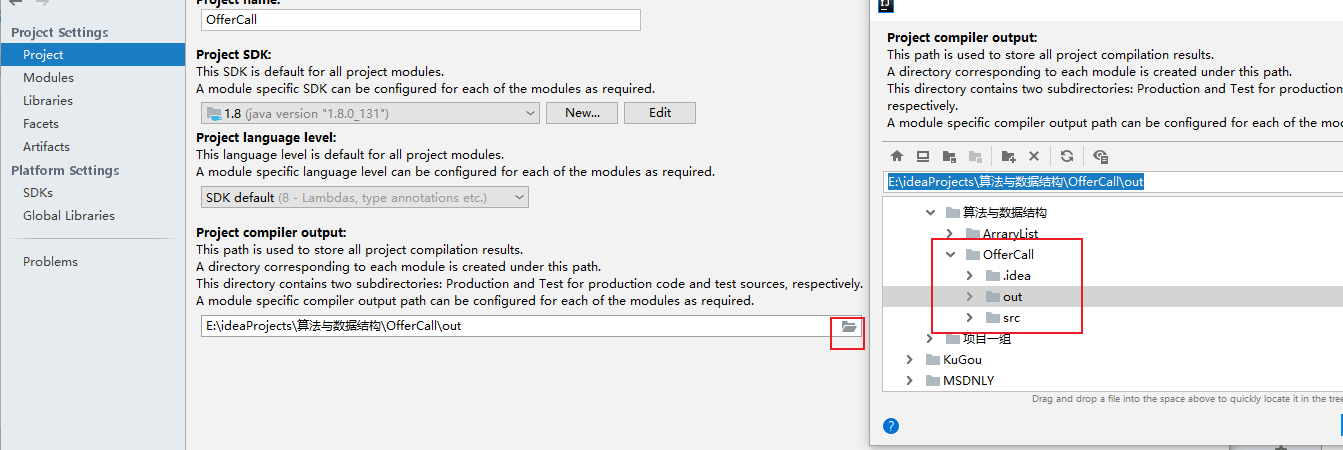 Project name:
OfferCall
Project Settings
Project
Modules
Libraries
Facets
Artifacts
Platform Settings
SDKs
Global Libraries
Problems
Project SDK:
This SDK is default for all project modules.
A module specific SDK can be configured for each of the modules as required.
1.8 (java version "1.8.0_131")
New...
Edit
Project language level:
This language level is default for all project modules.
A module specific language level can be configured for each of the modules as required.
SDK default (8 - Lambdas, type annotations etc.)
Project compiler output:
This path is used to store all project compilation results.
A directory corresponding to each module is created under this path.
This directory contains two subdirectories: Production and Test for production code and test sources, respectively.
A module specific compiler output path can be configured for each of the modules as required.
E:\ideaProjects\算法与数据结构\OfferCall\out
IJ
Project compiler output:
This path is used to store all project compilation results.
A directory corresponding to each module is created under this path.
This directory contains two subdirectories: Production and Test for production
respectively.
A module specific compiler output path can be configured for each of the mo
E:\ideaProjects\算法与数据结构\OfferCall\out
算法与数据结构
ArraryList
OfferCall
.idea
out
src
项目一组
KuGou
MSDNLY
Drag and drop a file into the space above to quickly locate it in the tree
?